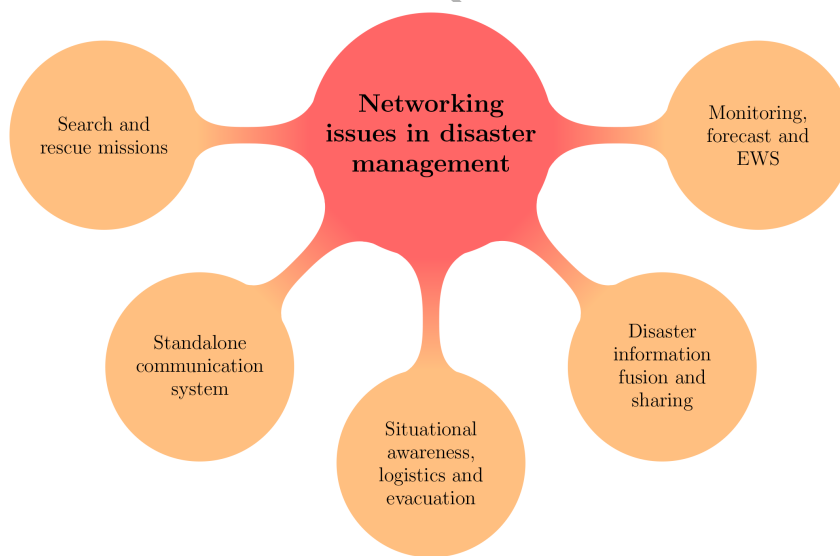 Networking
issues in disaster
management
Search and
rescue missions
Standalone
communication
system
Situational
awareness,
logistics and
evacuation
Disaster
information
fusion and
sharing
Monitoring,
forecast and
EWS